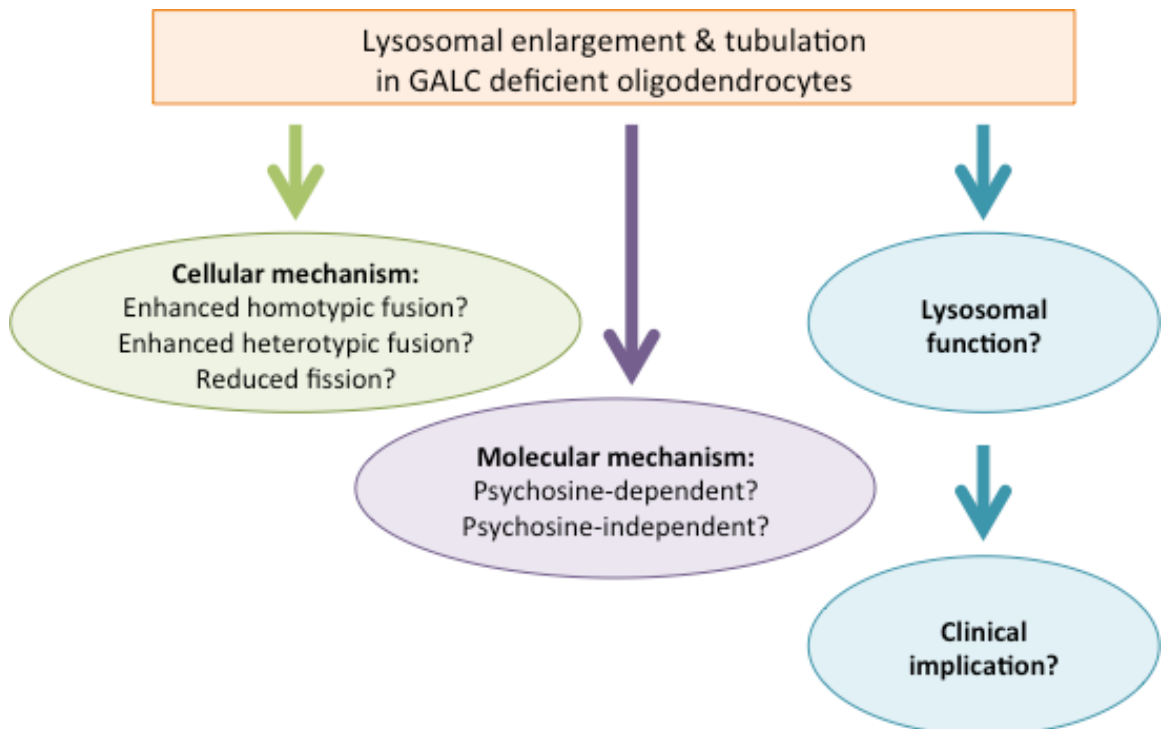 Lysosomal enlargement & tubulation
in GALC deficient oligodendrocytes
Cellular mechanism:
Enhanced homotypic fusion?
Enhanced heterotypic fusion?
Reduced fission?
Molecular mechanism:
Psychosine-dependent?
Psychosine-independent?
Lysosomal
function?
Clinical
implication?